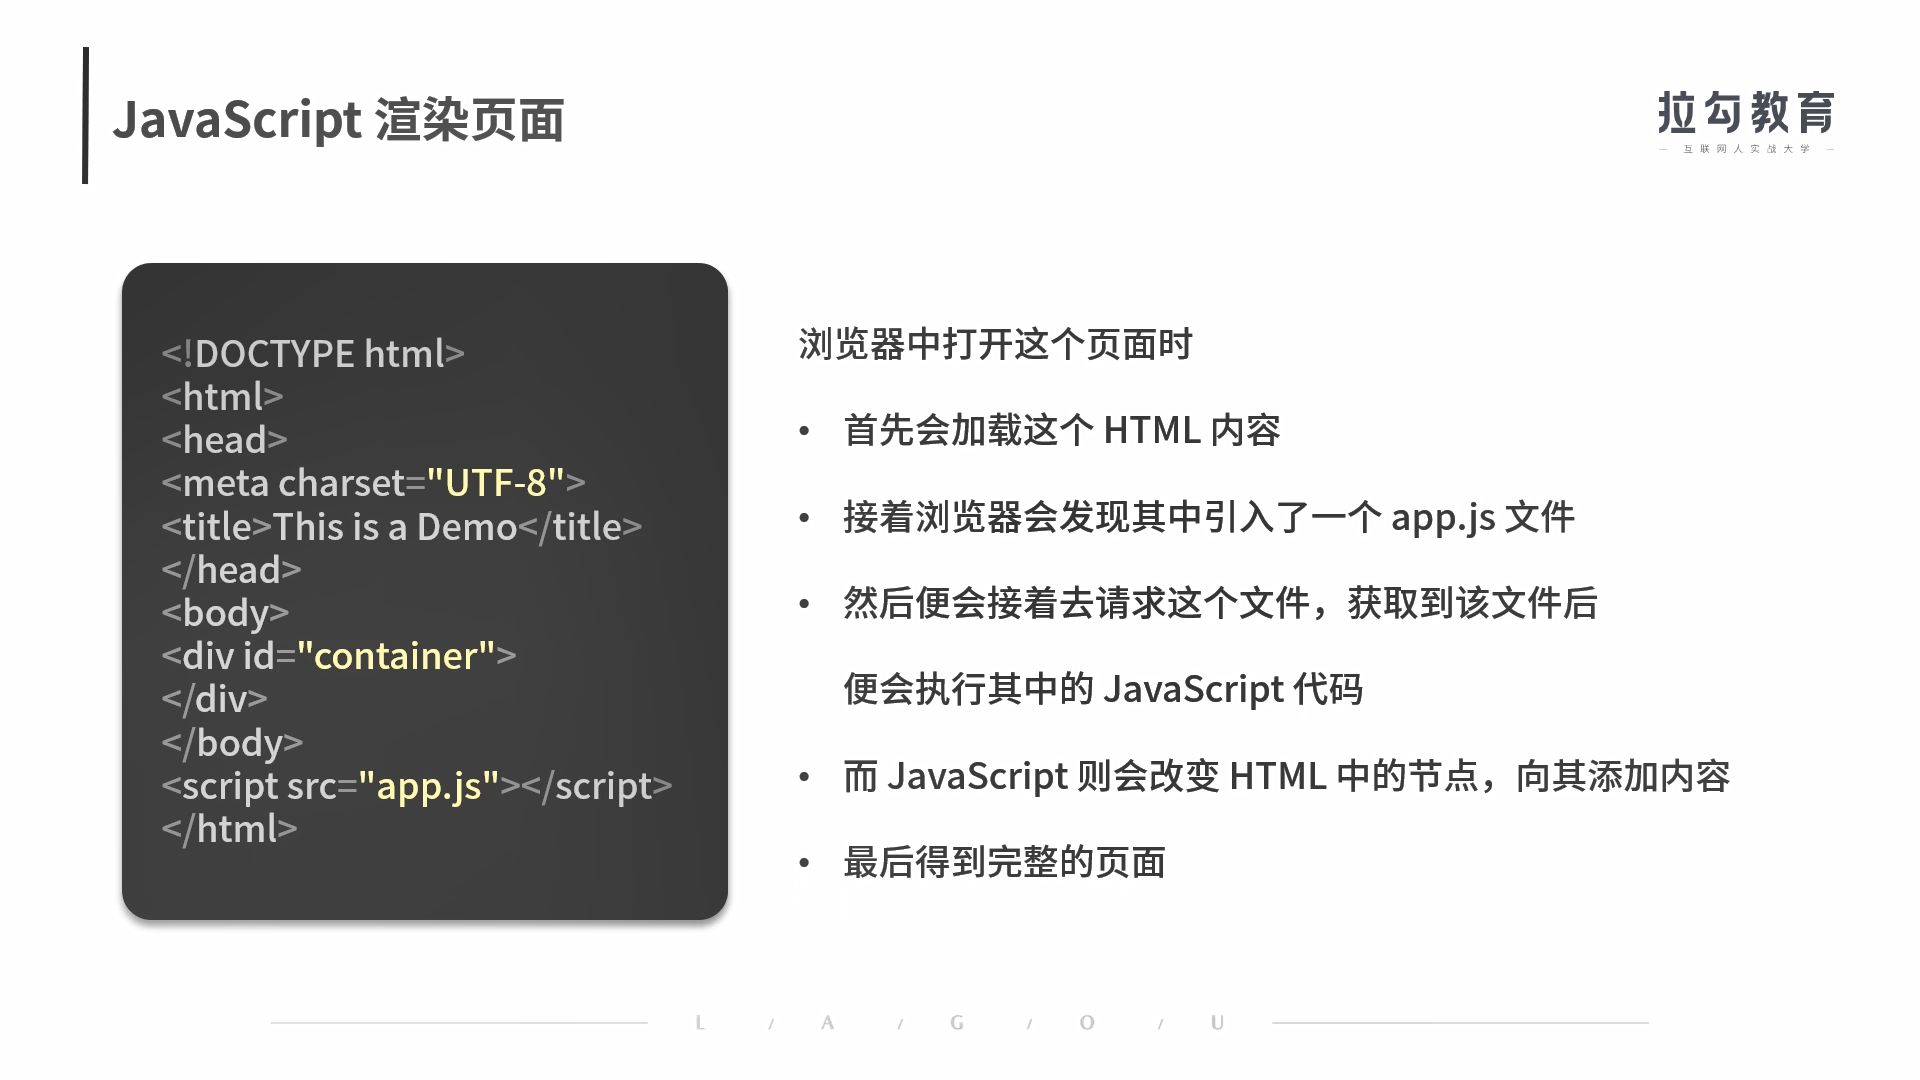 JavaScript 渲染页面
拉勾教育
— 互联网人实战大学 —
<!DOCTYPE html>
<html>
<head>
<meta charset="UTF-8">
<title>This is a Demo</title>
</head>
<body>
<div id="container">
</div>
</body>
<script src="app.js"></script>
</html>
浏览器中打开这个页面时
• 首先会加载这个 HTML 内容
• 接着浏览器会发现其中引入了一个 app.js 文件
• 然后便会接着去请求这个文件，获取到该文件后
便会执行其中的 JavaScript 代码
• 而 JavaScript 则会改变 HTML 中的节点，向其添加内容
• 最后得到完整的页面
L / A / G / O / U